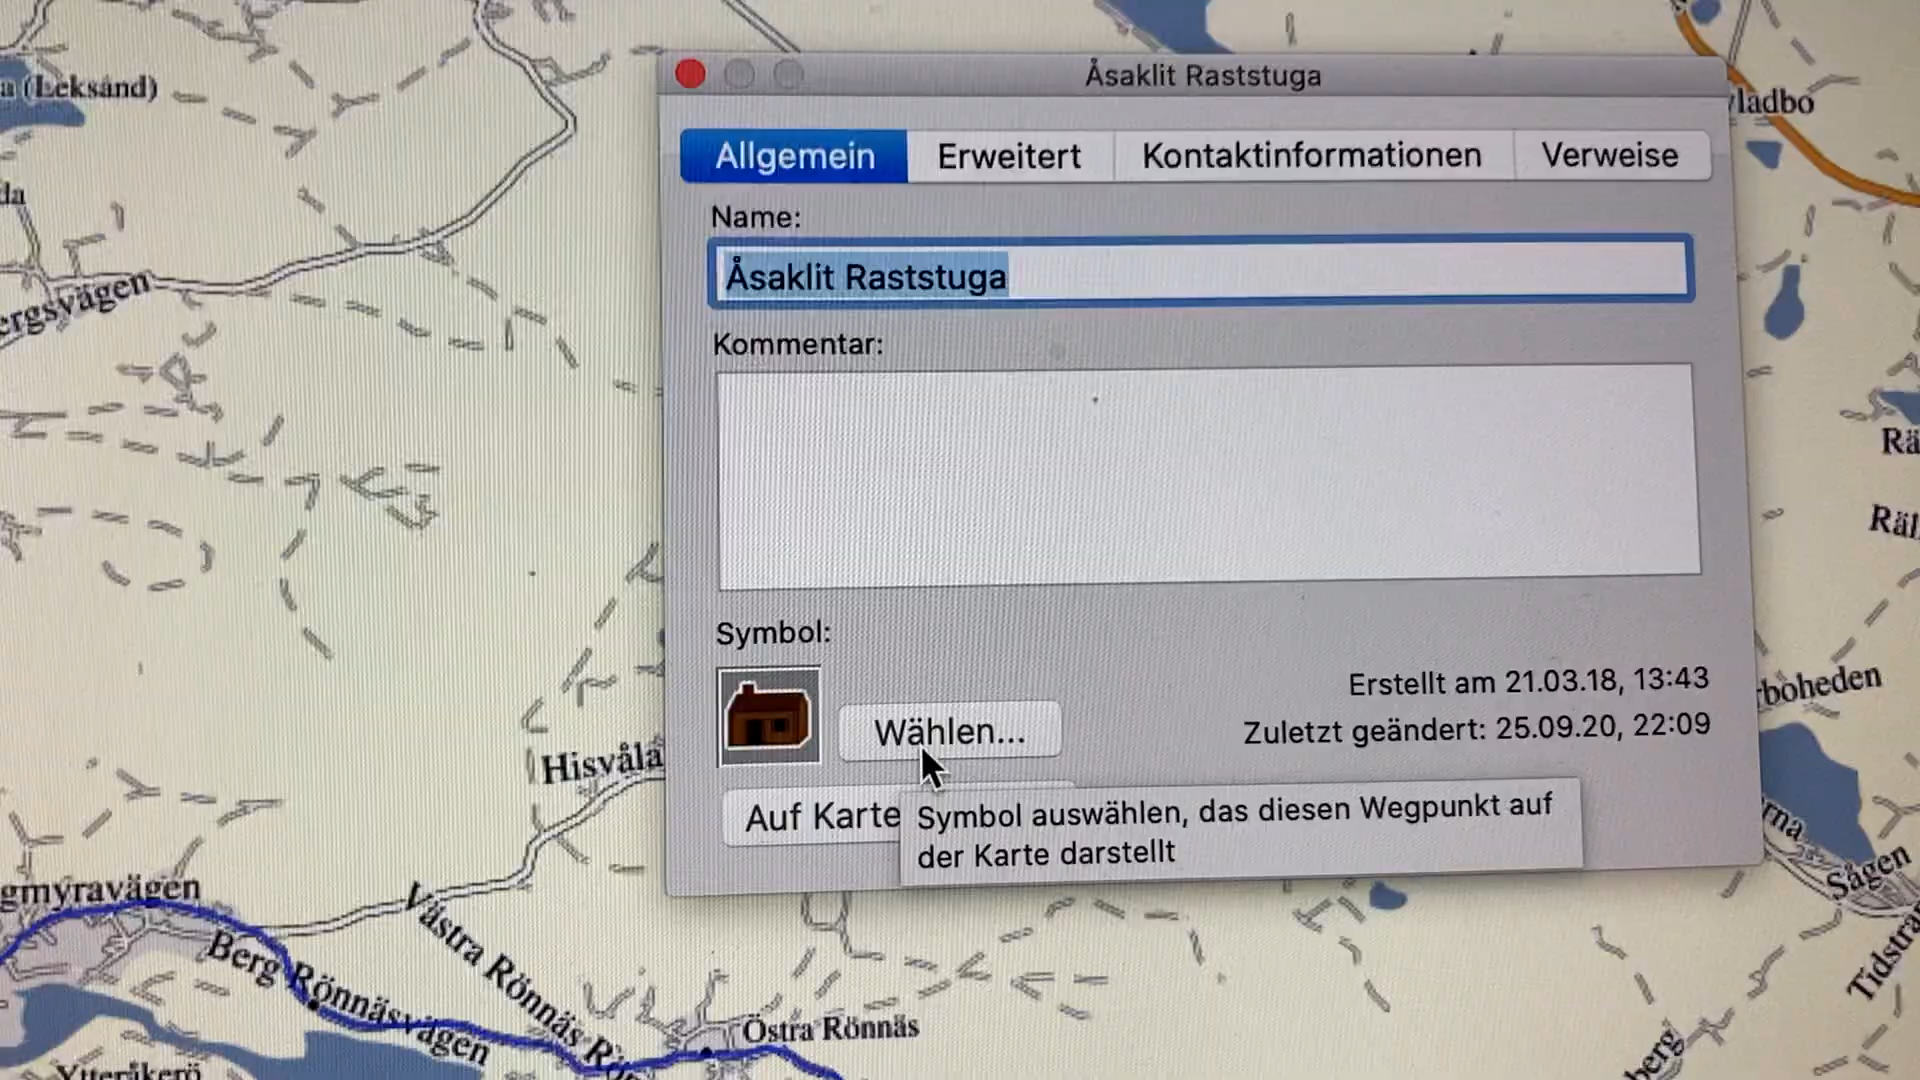 a (Leksand)
Åsaklit Raststuga
Allgemein Erweitert Kontaktinformationen Verweise
Name:
Åsaklit Raststuga
ergsvägen
Kommentar:
Symbol:
Erstellt am 21.03.18, 13:43
Wählen...
Zuletzt geändert: 25.09.20, 22:09
boheden
Hisvåla
Auf Karte
Symbol auswählen, das diesen Wegpunkt auf
der Karte darstellt
gmyravägen
Sågen
Västra Rönnäs
Berg Rönnäsvägen
Östra Rönnäs